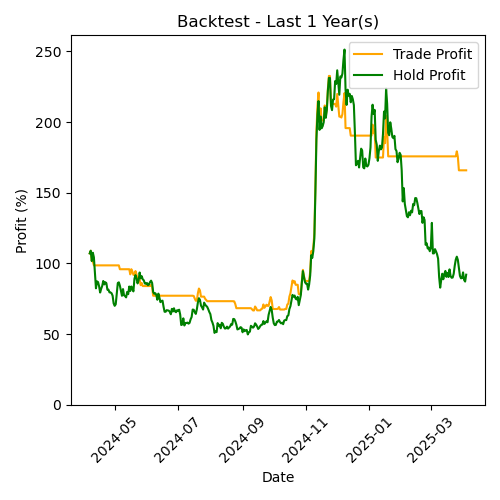 Backtest - Last 1 Year(s)
Trade Profit
Hold Profit
Profit (%)
250
200
150
100
50
0
2024-05
2024-07
2024-09
2024-11
2025-01
2025-03
Date